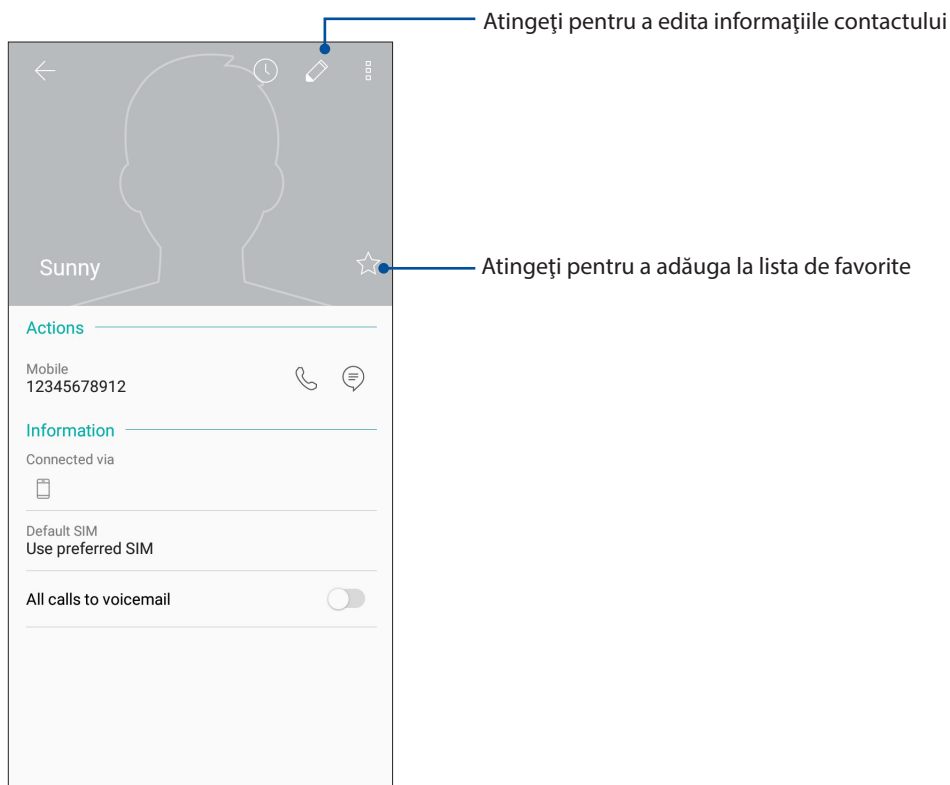 Atingeţi pentru a edita informaţiile contactului
Sunny
Atingeţi pentru a adăuga la lista de favorite
Actions
Mobile
12345678912
Information
Connected via
Default SIM
Use preferred SIM
All calls to voicemail